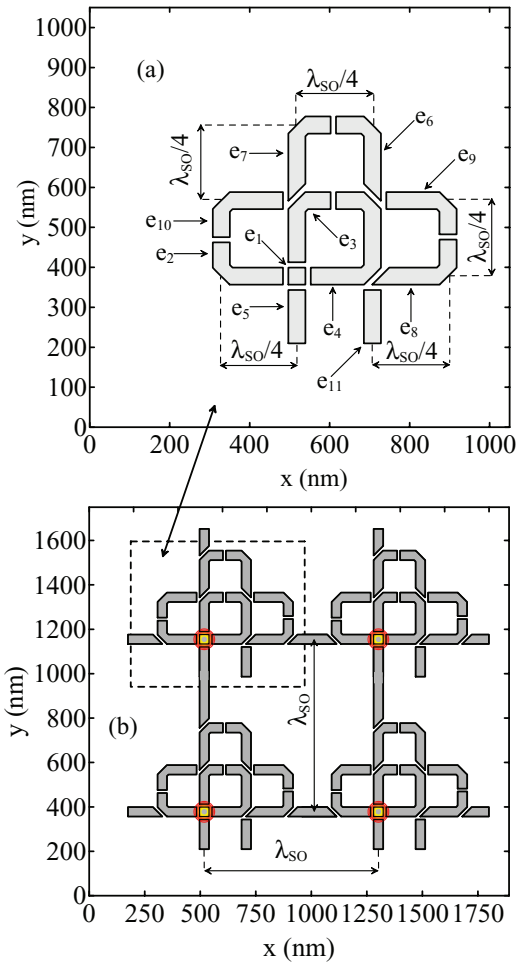 1000
900
800
700
600
500
400
300
200
100
0
y (nm)
(a)
λSO/4
e7
e6
λSO/4
e9
e10
e1
e2
e3
λSO/4
e5
e4
e8
λSO/4
λSO/4
e11
0
200
400
600
800
1000
x (nm)
1600
1400
1200
1000
800
600
400
200
0
y (nm)
(b)
λSO
λSO
0
250
500
750
1000
1250
1500
1750
x (nm)